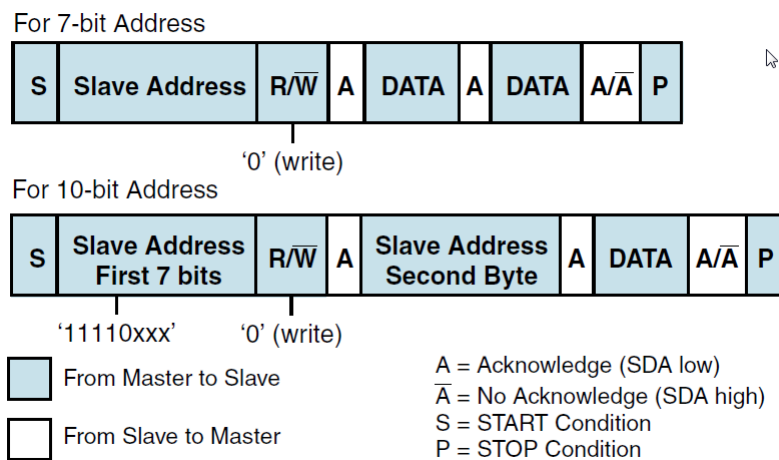 For 7-bit Address
S Slave Address R/W̅ A DATA A DATA A/A̅ P
‘0’ (write)
For 10-bit Address
S Slave Address First 7 bits R/W̅ A Slave Address Second Byte A DATA A/A̅ P
‘11110xxx’ ‘0’ (write)
From Master to Slave
From Slave to Master
A = Acknowledge (SDA low)
A̅ = No Acknowledge (SDA high)
S = START Condition
P = STOP Condition